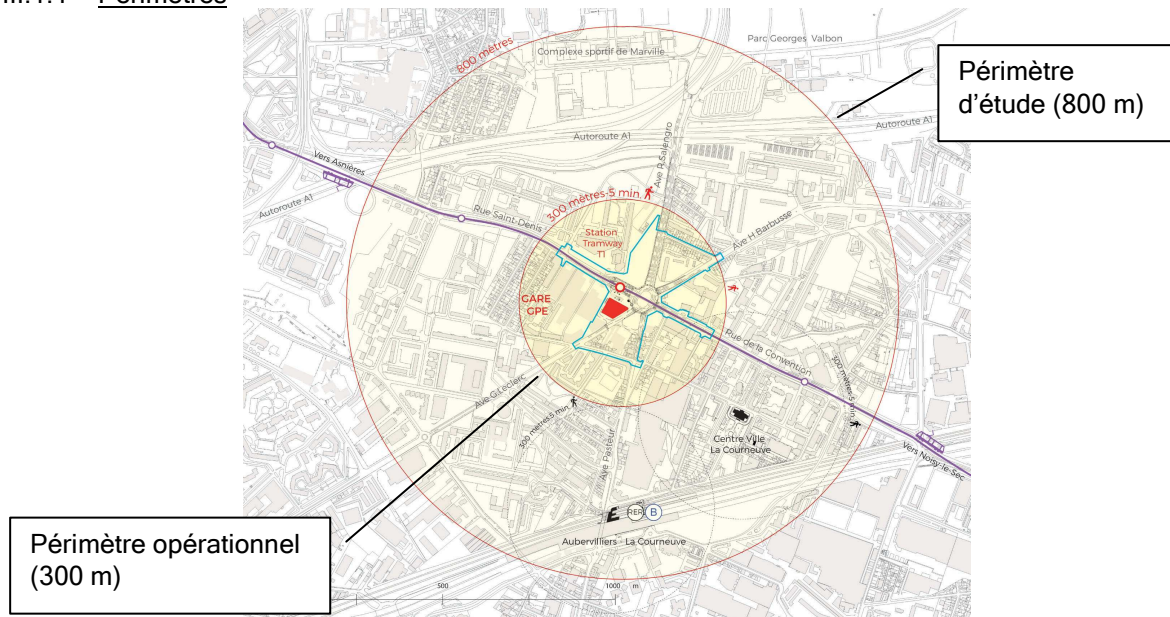 III.1.1 Périmètres
800 mètres
Complexe sportif de Marville
Parc Georges Valbon
Périmètre
d'étude (800 m)
Autoroute A1
Autoroute A1
Ave R.Salengro
Vers Asnières
Autoroute A1
Rue Saint-Denis
300 mètres-5 min.
Ave H Barbusse
Station
Tramway
T1
GARE
GPE
Rue de la Convention
300 mètres-5 min.
Ave G.Leclerc
300 mètres-5 min.
Ave Pasteur
Centre Ville
La Courneuve
Vers Noisy-le-Sec
RER B
Aubervilliers - La Courneuve
Périmètre opérationnel
(300 m)
500
1000 m